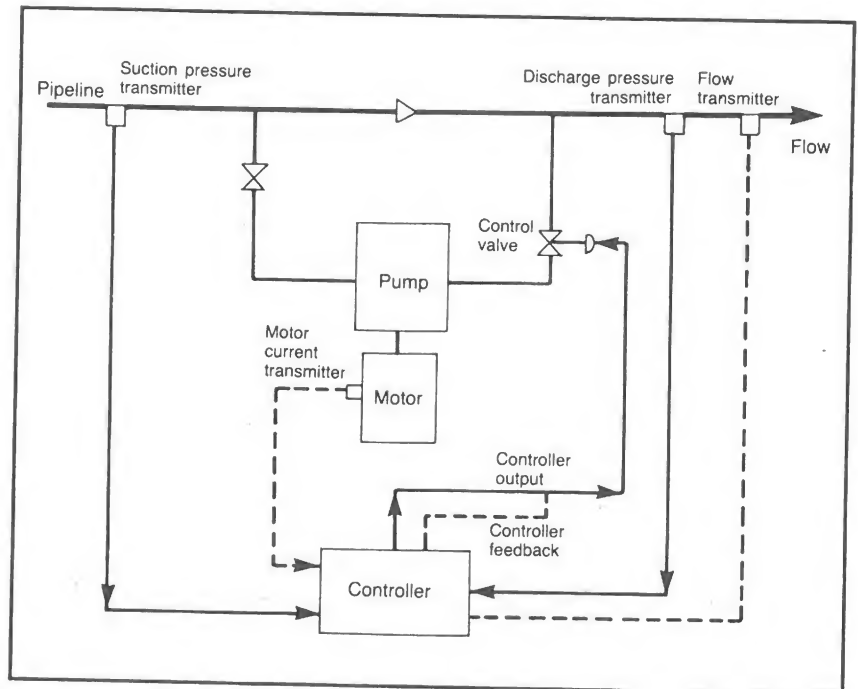 Pipeline
Suction pressure
transmitter
Discharge pressure
transmitter
Flow
transmitter
Flow
Control
valve
Pump
Motor
current
transmitter
Motor
Controller
output
Controller
feedback
Controller